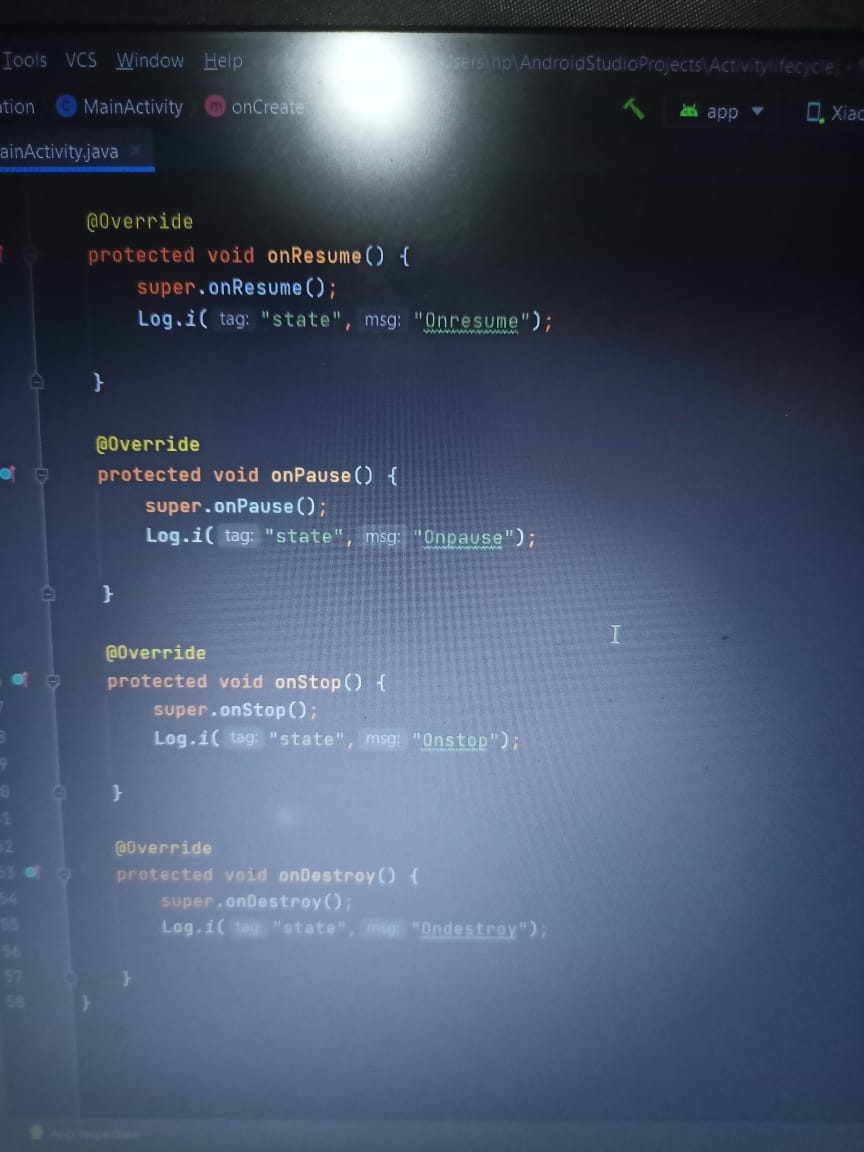 Tools VCS Window Help Users\hp\AndroidStudioProjects\Activitylifecycle] -
ation MainActivity onCreate app Xiao
ainActivity.java
@Override
protected void onResume() {
super.onResume();
Log.i( tag: "state", msg: "Onresume");
}
@Override
protected void onPause() {
super.onPause();
Log.i( tag: "state", msg: "Onpause");
}
@Override
protected void onStop() {
super.onStop();
Log.i( tag: "state", msg: "Onstop");
}
@Override
53 protected void onDestroy() {
54 super.onDestroy();
55 Log.i( tag: "state", msg: "Ondestroy");
56
57 }
58 }
App Inspection